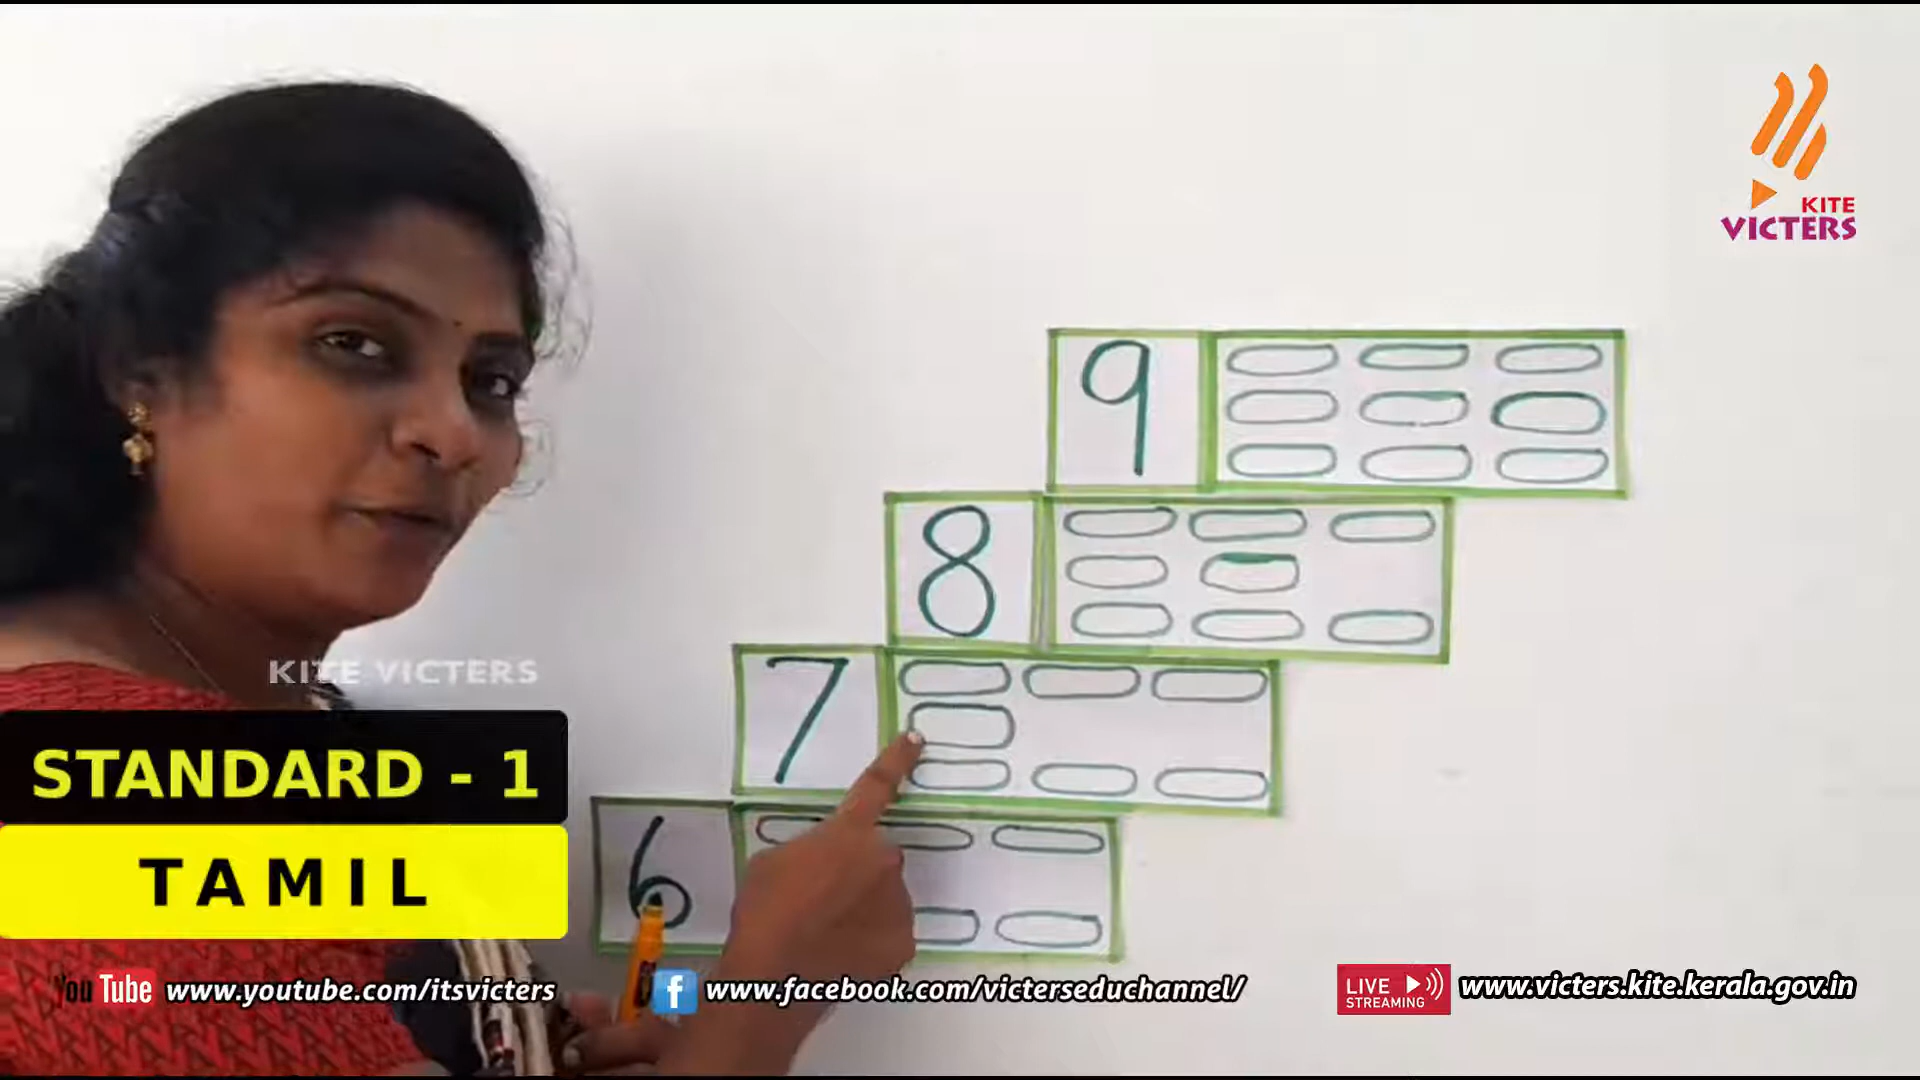 KITE
VICTERS
9
8
7
KITE VICTERS
STANDARD - 1
6
TAMIL
You Tube www.youtube.com/itsvicters
f www.facebook.com/victerseduchannel/
LIVE
STREAMING
www.victers.kite.kerala.gov.in